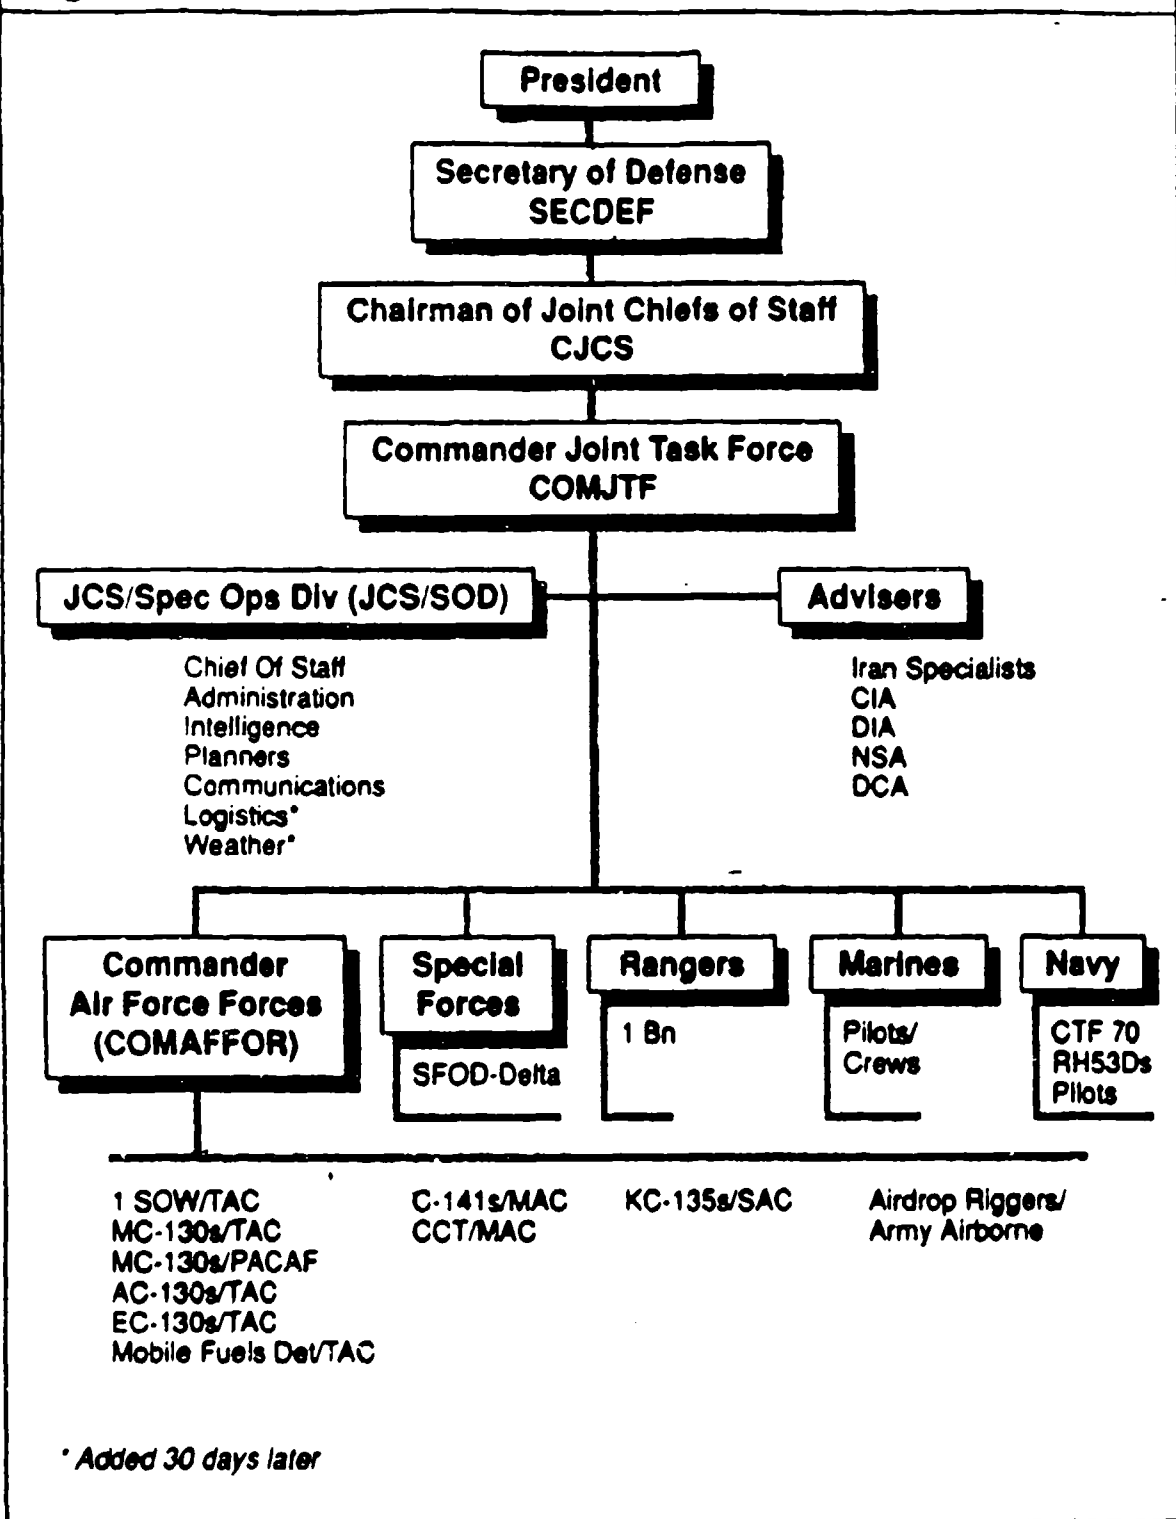 President
Secretary of Defense
SECDEF
Chairman of Joint Chiefs of Staff
CJCS
Commander Joint Task Force
COMJTF
JCS/Spec Ops Div (JCS/SOD)
Chief Of Staff
Administration
Intelligence
Planners
Communications
Logistics*
Weather*
Advisers
Iran Specialists
CIA
DIA
NSA
DCA
Commander
Air Force Forces
(COMAFFOR)
Special
Forces
SFOD-Delta
Rangers
1 Bn
Marines
Pilots/
Crews
Navy
CTF 70
RH53Ds
Pilots
1 SOW/TAC
MC-130s/TAC
MC-130s/PACAF
AC-130s/TAC
EC-130s/TAC
Mobile Fuels Det/TAC
C-141s/MAC
CCT/MAC
KC-135s/SAC
Airdrop Riggers/
Army Airborne
* Added 30 days later